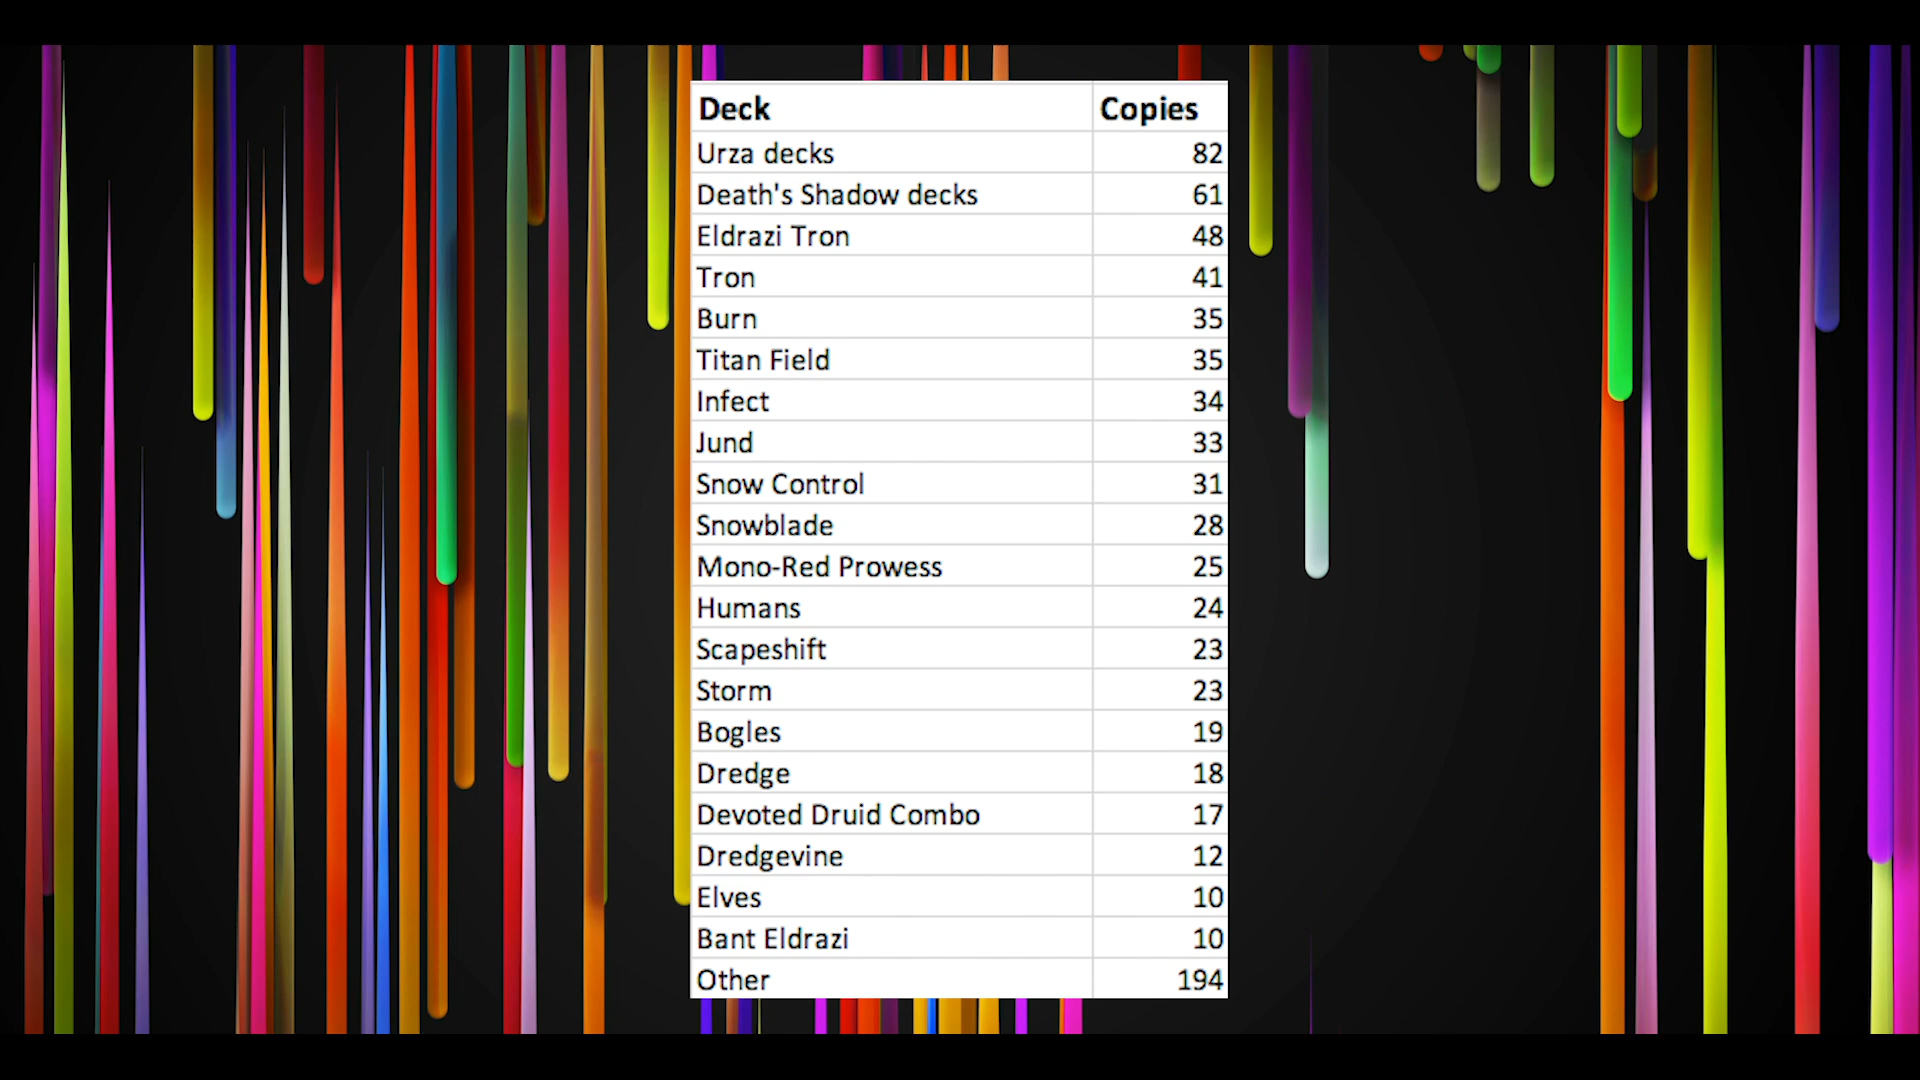 Deck Copies
Urza decks 82
Death's Shadow decks 61
Eldrazi Tron 48
Tron 41
Burn 35
Titan Field 35
Infect 34
Jund 33
Snow Control 31
Snowblade 28
Mono-Red Prowess 25
Humans 24
Scapeshift 23
Storm 23
Bogles 19
Dredge 18
Devoted Druid Combo 17
Dredgevine 12
Elves 10
Bant Eldrazi 10
Other 194